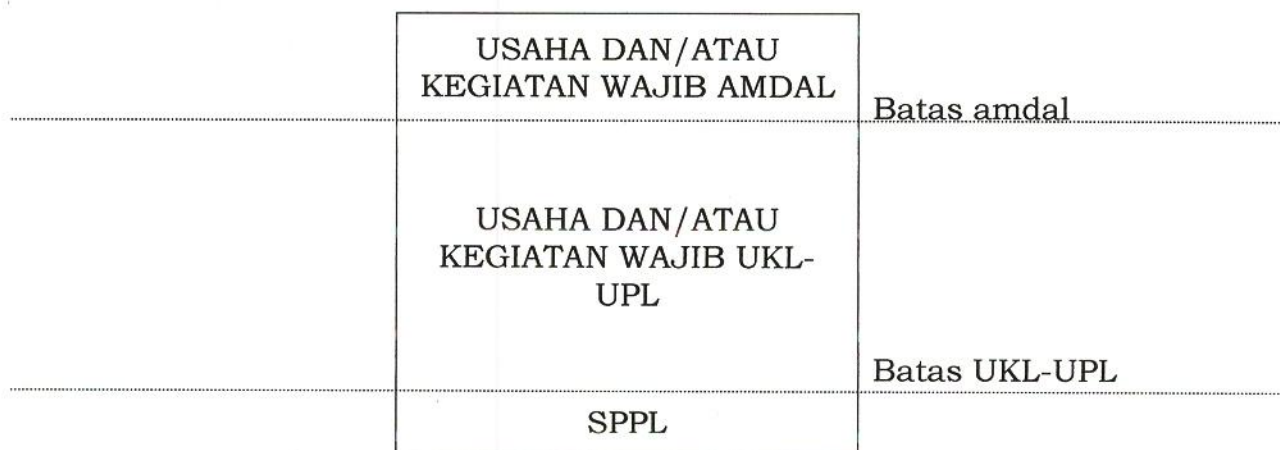 USAHA DAN/ATAU
KEGIATAN WAJIB AMDAL
Batas amdal
USAHA DAN/ATAU
KEGIATAN WAJIB UKL-
UPL
Batas UKL-UPL
SPPL